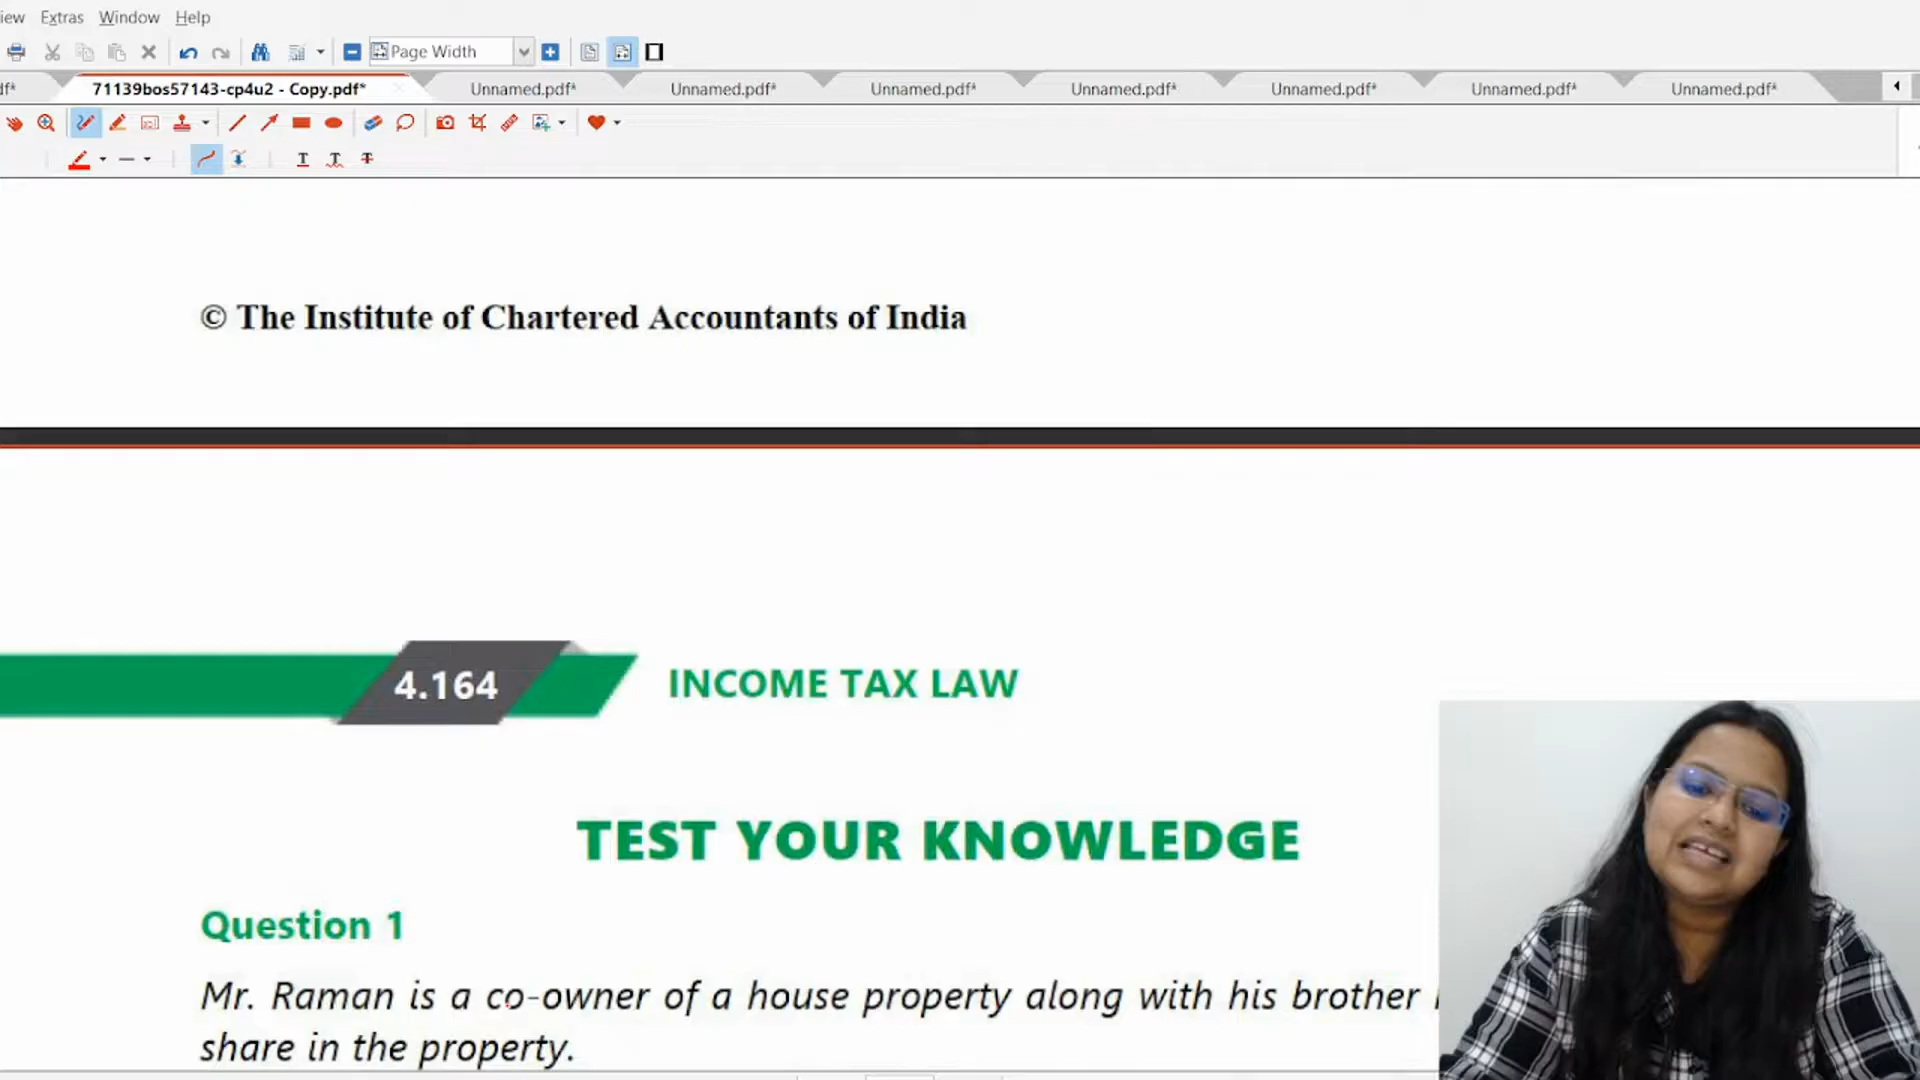 Extras Window Help
Page Width
71139bos57143-cp4u2 - Copy.pdf* Unnamed.pdf* Unnamed.pdf* Unnamed.pdf* Unnamed.pdf* Unnamed.pdf* Unnamed.pdf* Unnamed.pdf*
© The Institute of Chartered Accountants of India
4.164 INCOME TAX LAW
TEST YOUR KNOWLEDGE
Question 1
Mr. Raman is a co-owner of a house property along with his brother
share in the property.